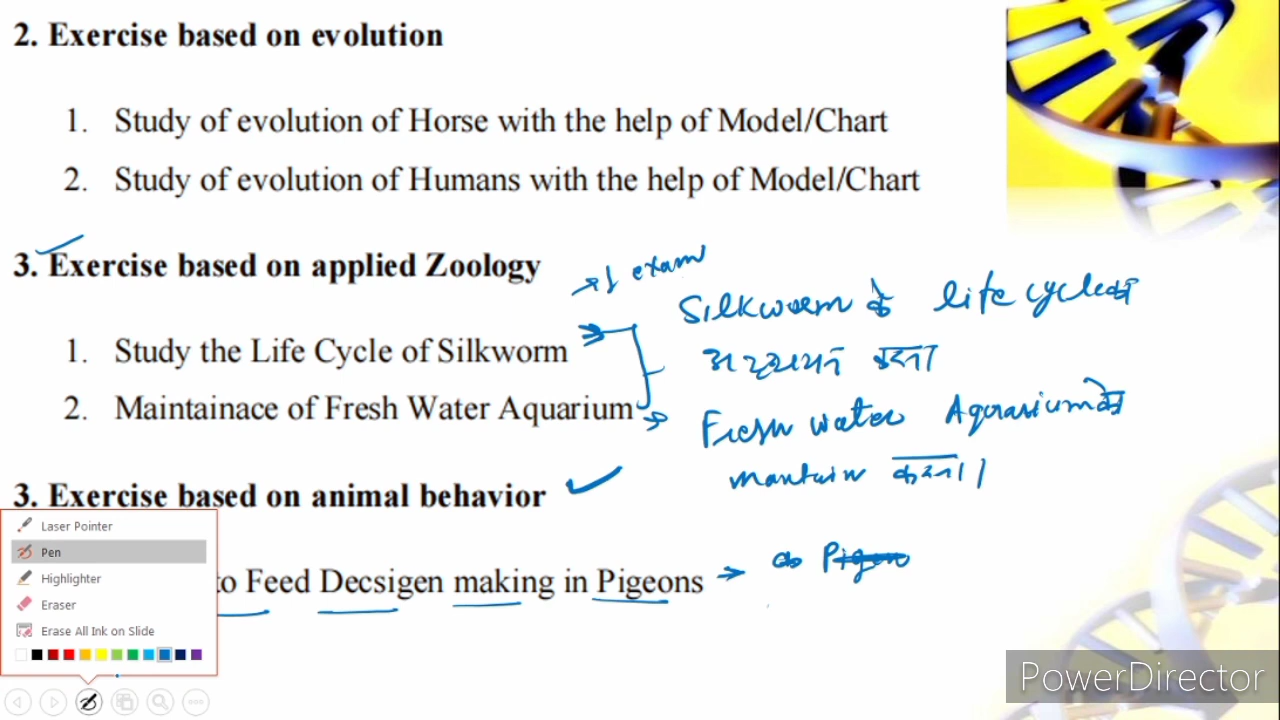 2. Exercise based on evolution
1. Study of evolution of Horse with the help of Model/Chart
2. Study of evolution of Humans with the help of Model/Chart
3. Exercise based on applied Zoology
exam
Silkworm के life cycle का
1. Study the Life Cycle of Silkworm
अध्ययन करना
2. Maintainace of Fresh Water Aquarium
Fresh water Aquarium को
maintain करना।
3. Exercise based on animal behavior
Laser Pointer
Pen
Highlighter
Eraser
Erase All Ink on Slide
to Feed Decsigen making in Pigeons
Pigeon
PowerDirector